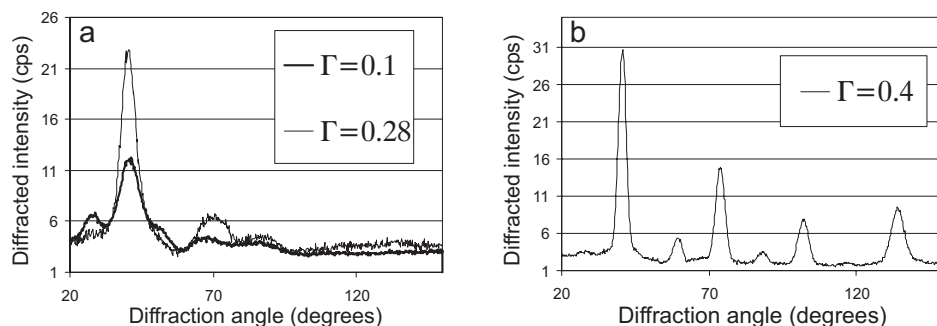 a
Diffracted intensity (cps)
26
21
16
11
6
1
20
70
120
Diffraction angle (degrees)
Γ=0.1
Γ=0.28
b
Diffracted intensity (cps)
31
26
21
16
11
6
1
20
70
120
Diffraction angle (degrees)
Γ=0.4